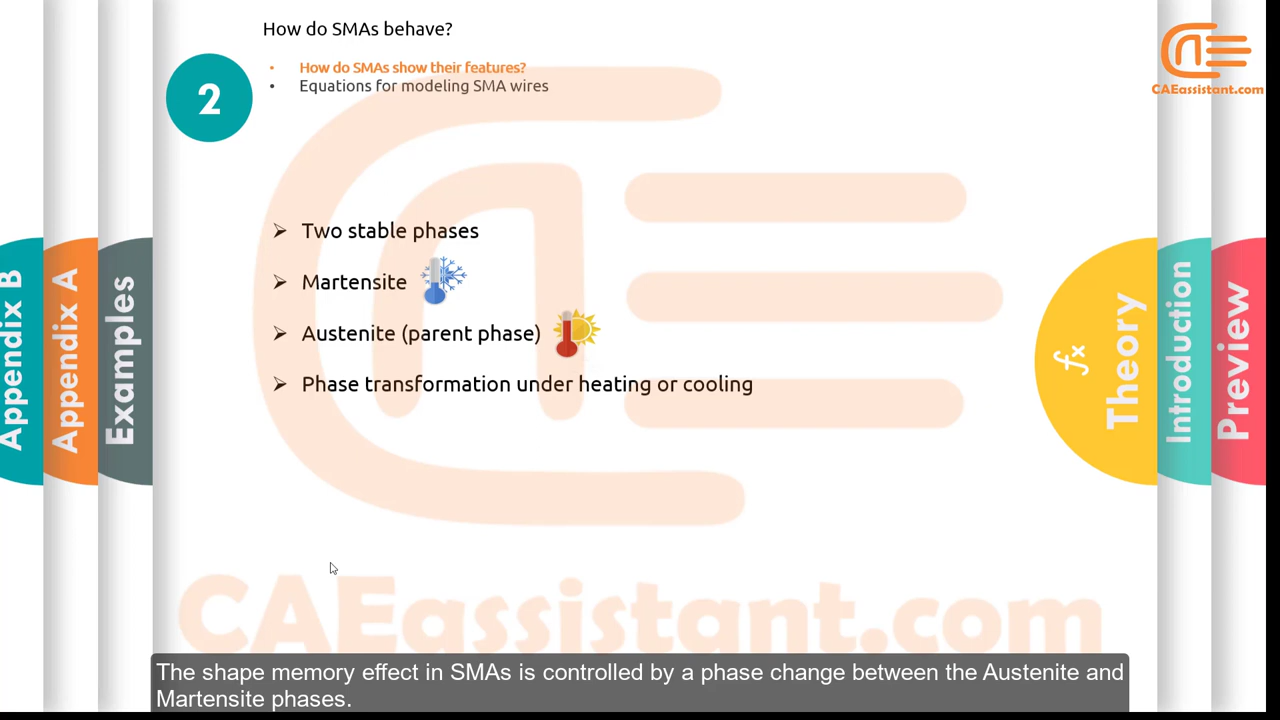 How do SMAs behave?
• How do SMAs show their features?
• Equations for modeling SMA wires
2
CAEassistant.com
➢ Two stable phases
➢ Martensite
➢ Austenite (parent phase)
➢ Phase transformation under heating or cooling
Appendix B
Appendix A
Examples
fx
Theory
Introduction
Preview
CAEassistant.com
The shape memory effect in SMAs is controlled by a phase change between the Austenite and
Martensite phases.